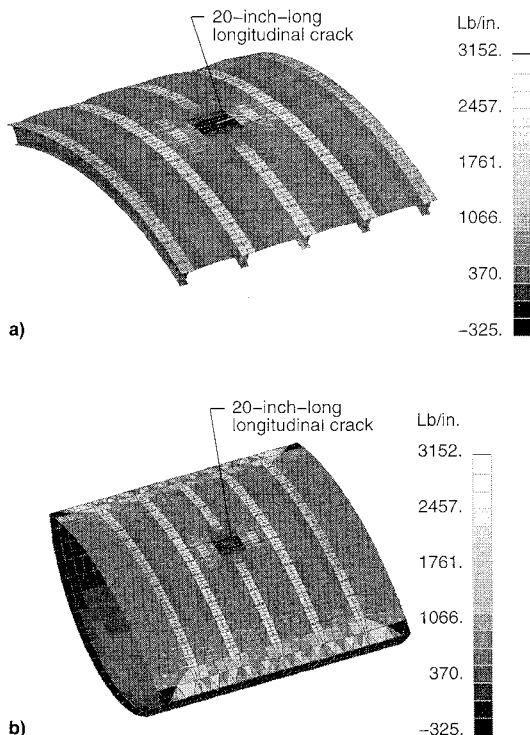 20-inch-long
longitudinal crack
Lb/in.
3152.
2457.
1761.
1066.
370.
-325.
a)
20-inch-long
longitudinal crack
Lb/in.
3152.
2457.
1761.
1066.
370.
-325.
b)